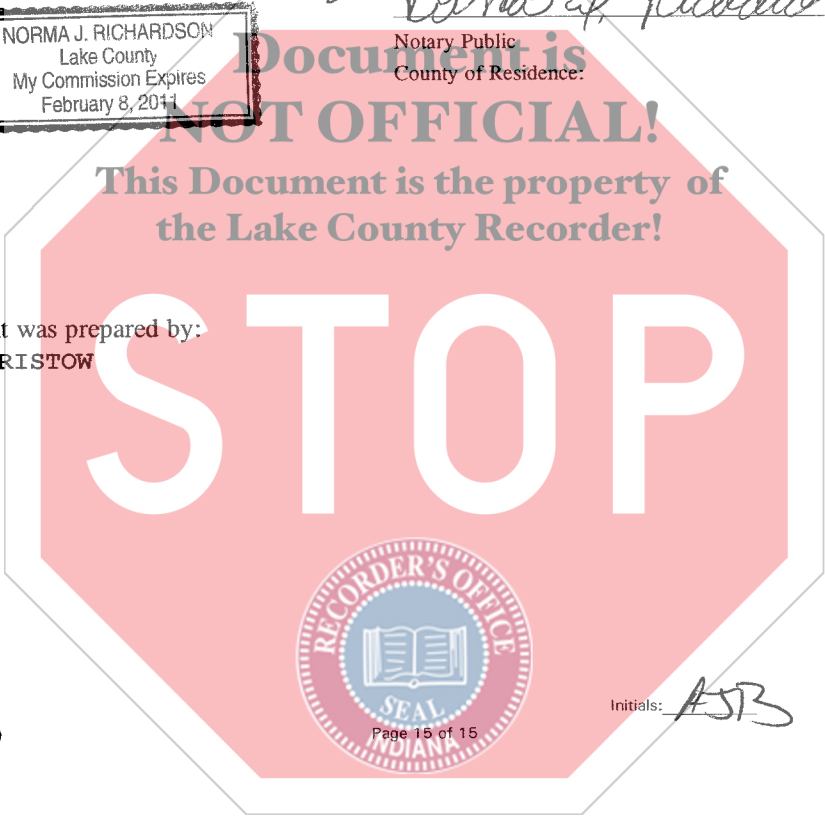 NORMA J. RICHARDSON
Lake County
My Commission Expires
February 8, 2011
Notary Public
County of Residence:
Document is
NOT OFFICIAL!
This Document is the property of
the Lake County Recorder!
t was prepared by:
RISTOW
STOP
RECORDER'S OFFICE
SEAL
INDIANA
Initials: AJB
Page 15 of 15